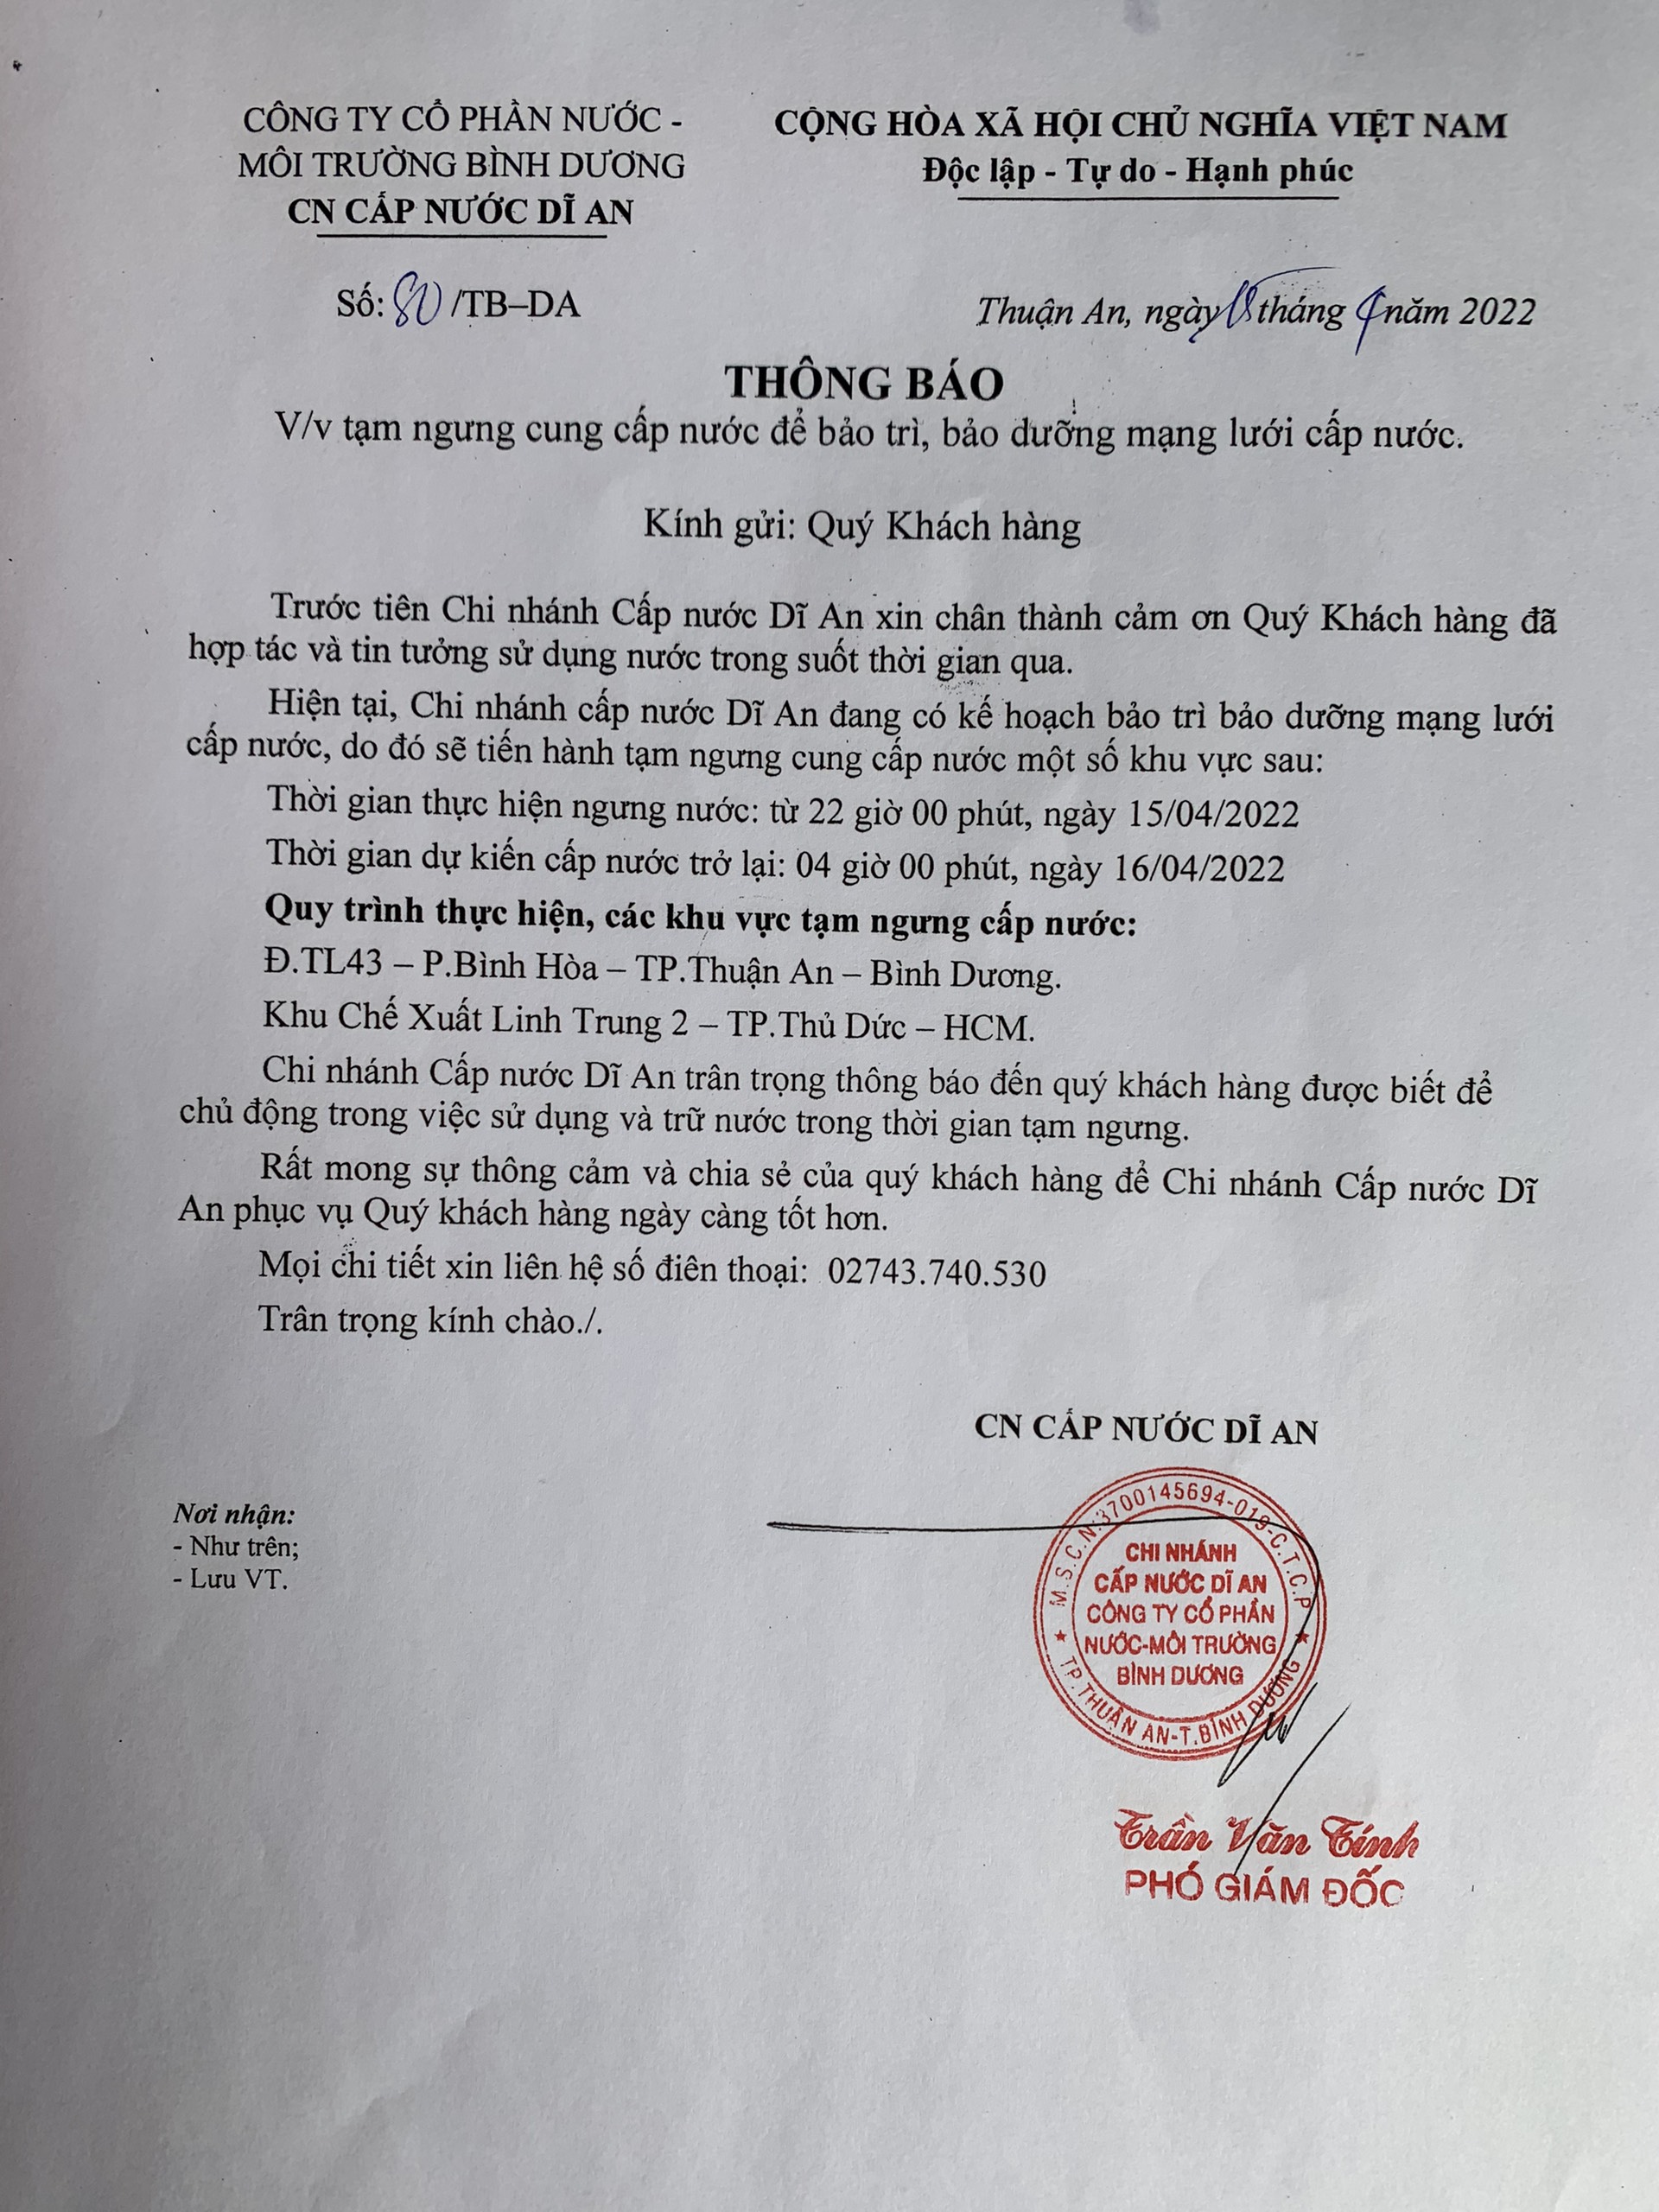 CÔNG TY CỔ PHẦN NƯỚC -
MÔI TRƯỜNG BÌNH DƯƠNG
CN CẤP NƯỚC DĨ AN
CỘNG HÒA XÃ HỘI CHỦ NGHĨA VIỆT NAM
Độc lập - Tự do - Hạnh phúc
Số: 80 /TB–DA
Thuận An, ngày tháng 4 năm 2022
THÔNG BÁO
V/v tạm ngưng cung cấp nước để bảo trì, bảo dưỡng mạng lưới cấp nước.
Kính gửi: Quý Khách hàng
Trước tiên Chi nhánh Cấp nước Dĩ An xin chân thành cảm ơn Quý Khách hàng đã
hợp tác và tin tưởng sử dụng nước trong suốt thời gian qua.
Hiện tại, Chi nhánh cấp nước Dĩ An đang có kế hoạch bảo trì bảo dưỡng mạng lưới
cấp nước, do đó sẽ tiến hành tạm ngưng cung cấp nước một số khu vực sau:
Thời gian thực hiện ngưng nước: từ 22 giờ 00 phút, ngày 15/04/2022
Thời gian dự kiến cấp nước trở lại: 04 giờ 00 phút, ngày 16/04/2022
Quy trình thực hiện, các khu vực tạm ngưng cấp nước:
Đ.TL43 – P.Bình Hòa – TP.Thuận An – Bình Dương.
Khu Chế Xuất Linh Trung 2 – TP.Thủ Dức – HCM.
Chi nhánh Cấp nước Dĩ An trân trọng thông báo đến quý khách hàng được biết để
chủ động trong việc sử dụng và trữ nước trong thời gian tạm ngưng.
Rất mong sự thông cảm và chia sẻ của quý khách hàng để Chi nhánh Cấp nước Dĩ
An phục vụ Quý khách hàng ngày càng tốt hơn.
Mọi chi tiết xin liên hệ số điên thoại: 02743.740.530
Trân trọng kính chào./.
CN CẤP NƯỚC DĨ AN
Nơi nhận:
- Như trên;
- Lưu VT.
M.S.C.N:3700145694-019-C.T.C.P
CHI NHÁNH
CẤP NƯỚC DĨ AN
CÔNG TY CỔ PHẦN
NƯỚC-MÔI TRƯỜNG
BÌNH DƯƠNG
TP.THUẬN AN-T.BÌNH DƯƠNG
Trần Văn Tính
PHÓ GIÁM ĐỐC